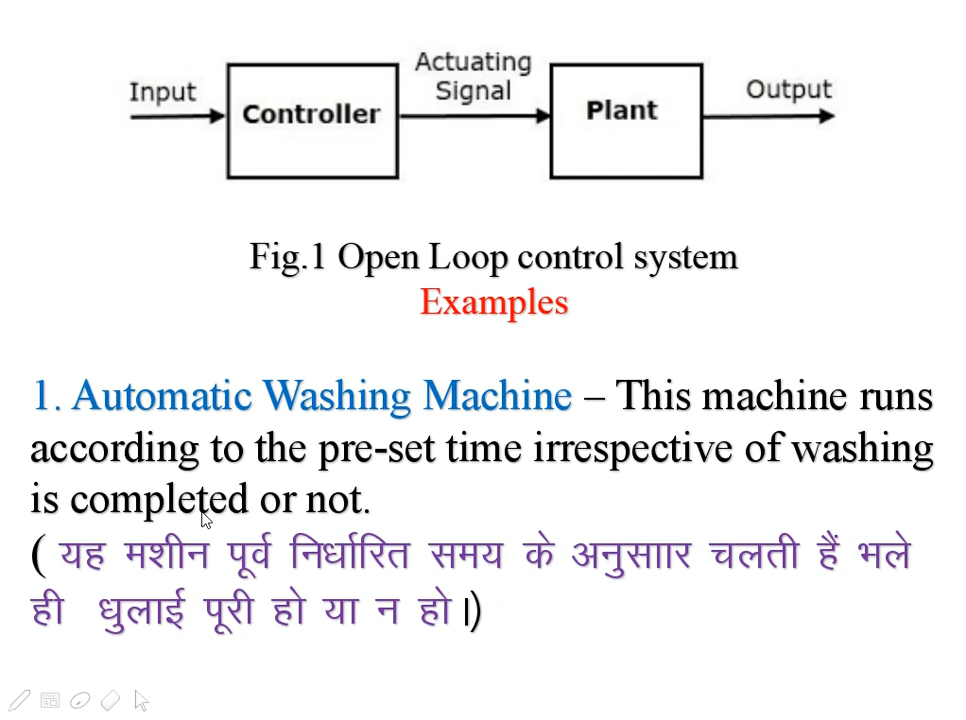 Actuating
Input
Signal
Output
Controller
Plant
Fig.1 Open Loop control system
Examples
1. Automatic Washing Machine – This machine runs
according to the pre-set time irrespective of washing
is completed or not.
( यह मशीन पूर्व निर्धारित समय के अनुसाार चलती हैं भले
ही धुलाई पूरी हो या न हो।)